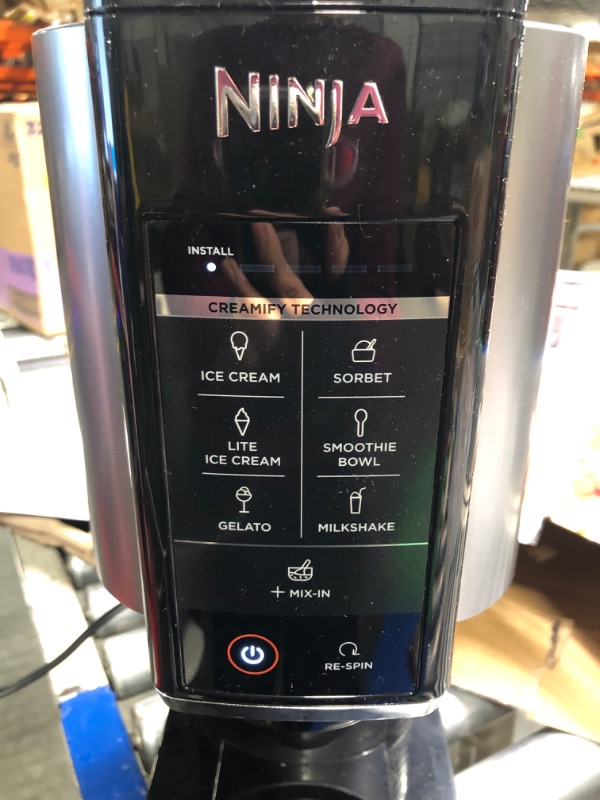 NINJA
INSTALL
CREAMIFY TECHNOLOGY
ICE CREAM
SORBET
LITE
ICE CREAM
SMOOTHIE
BOWL
GELATO
MILKSHAKE
+ MIX-IN
RE-SPIN